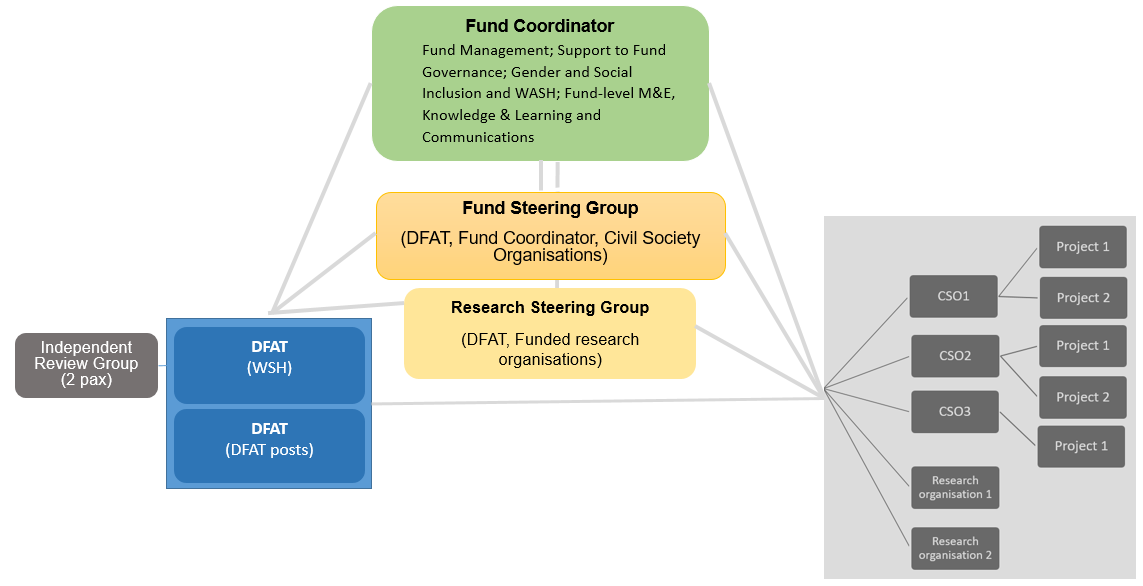 Fund Coordinator
Fund Management; Support to Fund
Governance; Gender and Social
Inclusion and WASH; Fund-level M&E,
Knowledge & Learning and
Communications
Fund Steering Group
(DFAT, Fund Coordinator, Civil Society
Organisations)
Research Steering Group
(DFAT, Funded research
organisations)
Independent
Review Group
(2 pax)
DFAT
(WSH)
DFAT
(DFAT posts)
CSO1
Project 1
Project 2
CSO2
Project 1
Project 2
CSO3
Project 1
Research
organisation 1
Research
organisation 2